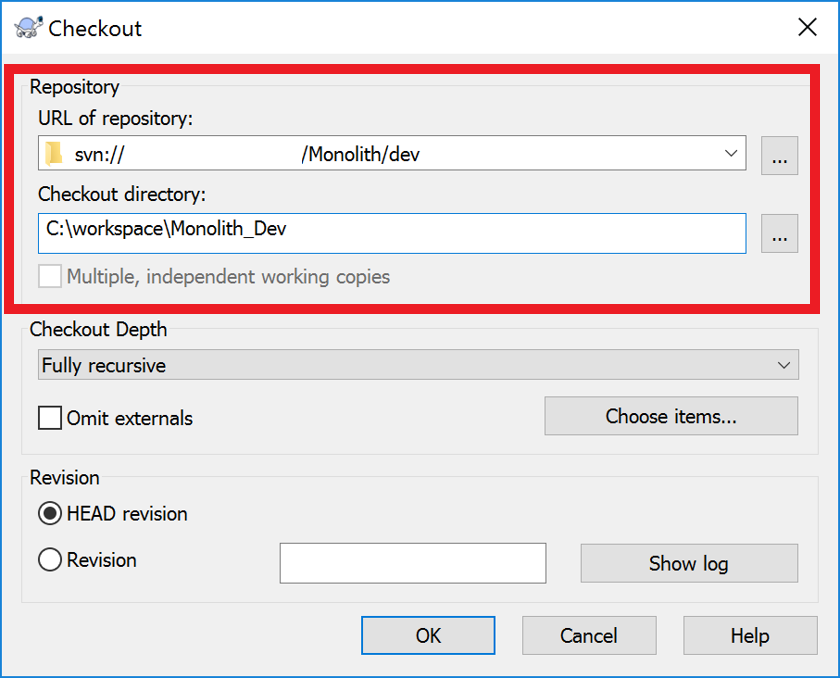 Checkout
Repository
URL of repository:
svn:// /Monolith/dev
...
Checkout directory:
C:\workspace\Monolith_Dev
...
Multiple, independent working copies
Checkout Depth
Fully recursive
Omit externals
Choose items...
Revision
HEAD revision
Revision
Show log
OK
Cancel
Help